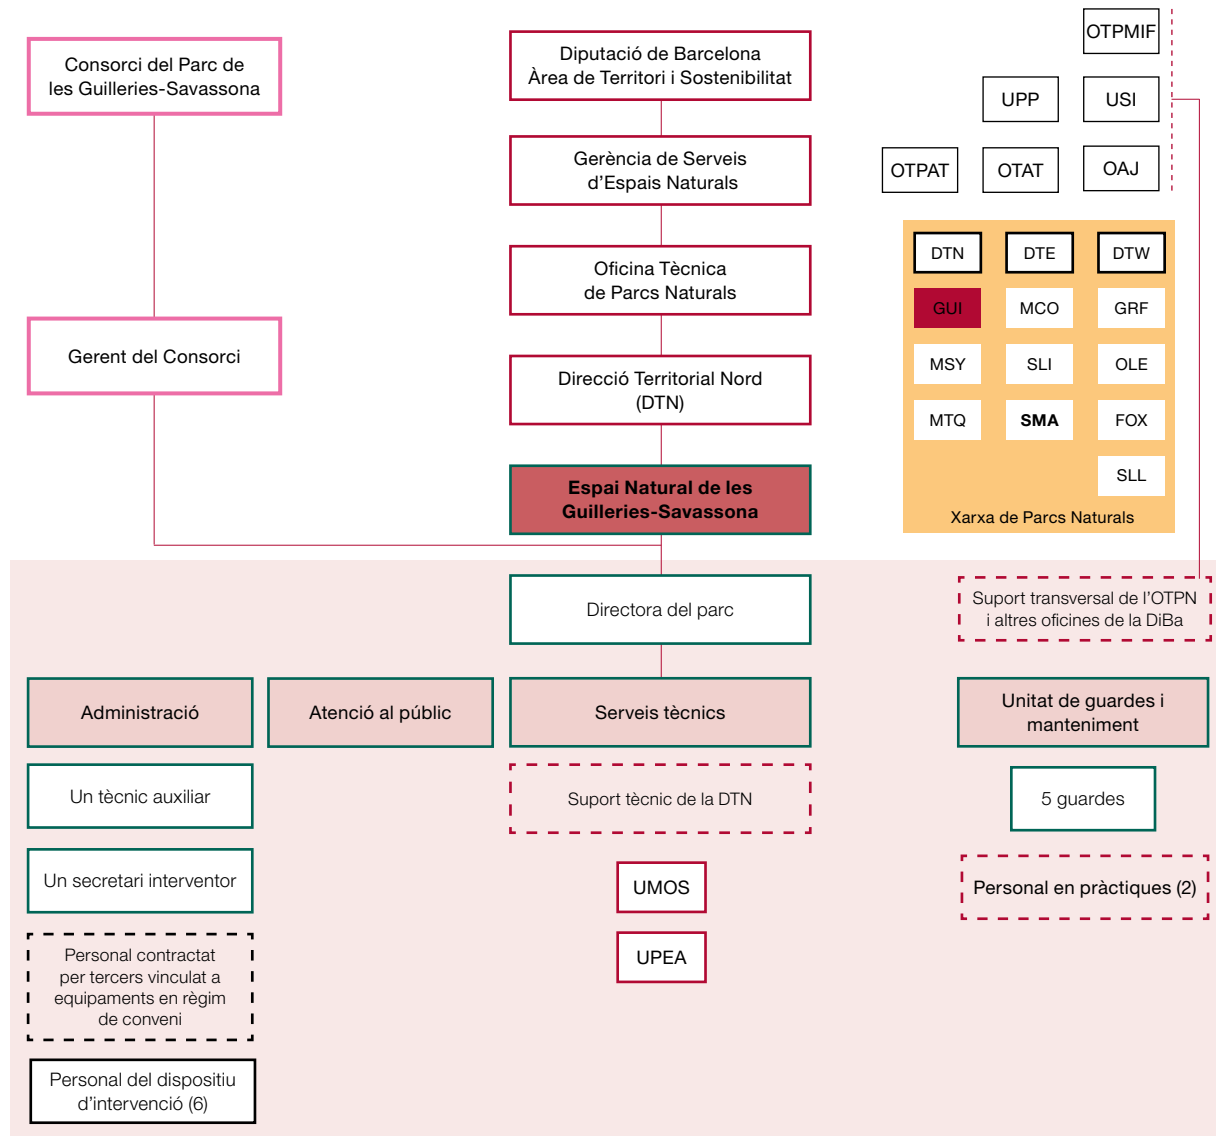 Consorci del Parc de
les Guilleries-Savassona
Gerent del Consorci
Diputació de Barcelona
Àrea de Territori i Sostenibilitat
Gerència de Serveis
d’Espais Naturals
Oficina Tècnica
de Parcs Naturals
Direcció Territorial Nord
(DTN)
Espai Natural de les
Guilleries-Savassona
OTPMIF
UPP
USI
OTPAT
OTAT
OAJ
DTN
DTE
DTW
GUI
MCO
GRF
MSY
SLI
OLE
MTQ
SMA
FOX
SLL
Xarxa de Parcs Naturals
Directora del parc
Suport transversal de l’OTPN
i altres oficines de la DiBa
Administració
Atenció al públic
Serveis tècnics
Unitat de guardes i
manteniment
Un tècnic auxiliar
Un secretari interventor
Personal contractat
per tercers vinculat a
equipaments en règim
de conveni
Personal del dispositiu
d’intervenció (6)
Suport tècnic de la DTN
UMOS
UPEA
5 guardes
Personal en pràctiques (2)